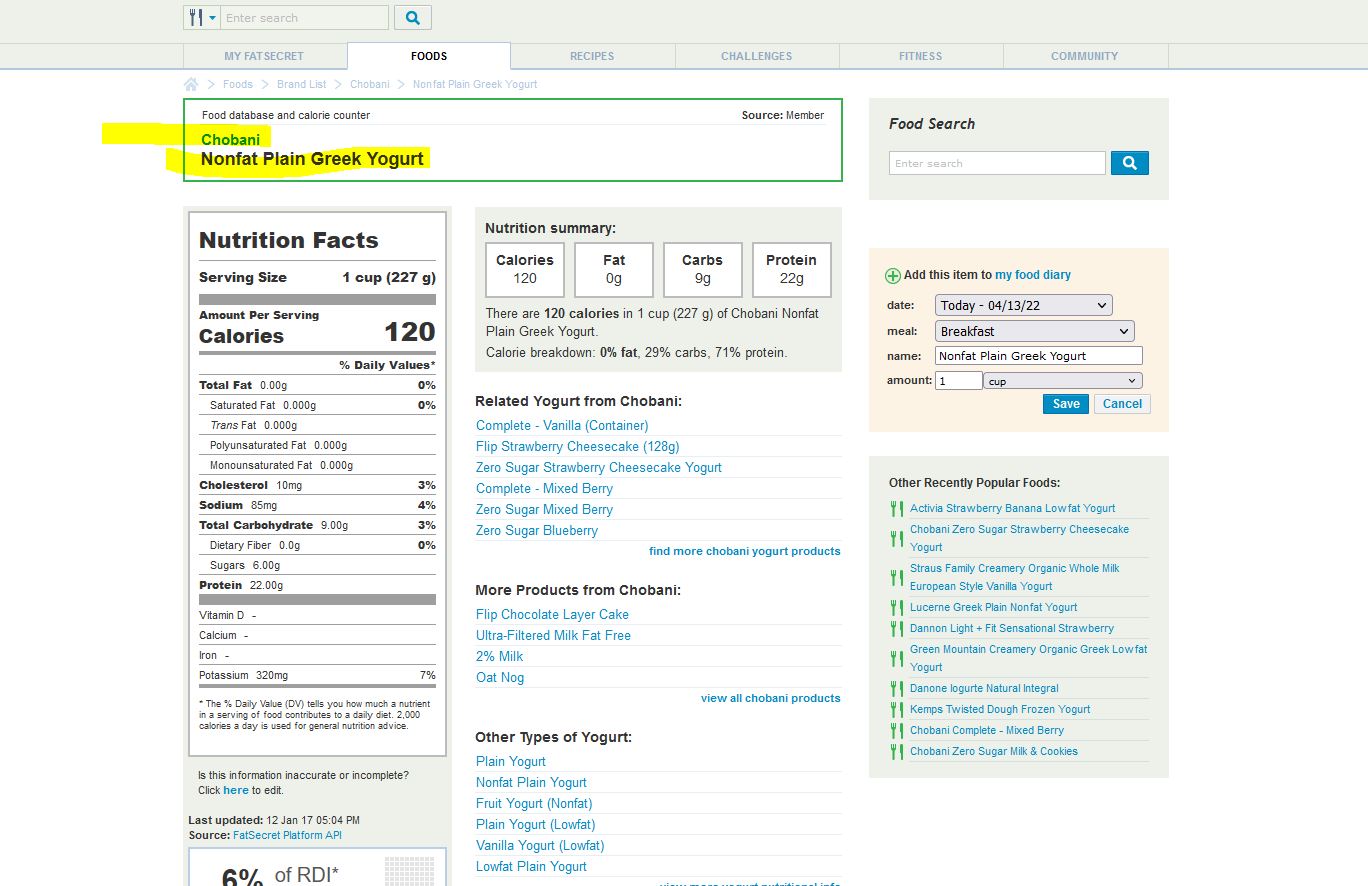 Enter search
MY FATSECRET
FOODS
RECIPES
CHALLENGES
FITNESS
COMMUNITY
Foods
Brand List
Chobani
Nonfat Plain Greek Yogurt
Food database and calorie counter
Source: Member
Chobani
Nonfat Plain Greek Yogurt
Nutrition Facts
Serving Size 1 cup (227 g)
Amount Per Serving
Calories 120
% Daily Values*
Total Fat 0.00g 0%
Saturated Fat 0.000g 0%
Trans Fat 0.000g
Polyunsaturated Fat 0.000g
Monounsaturated Fat 0.000g
Cholesterol 10mg 3%
Sodium 85mg 4%
Total Carbohydrate 9.00g 3%
Dietary Fiber 0.0g 0%
Sugars 6.00g
Protein 22.00g
Vitamin D -
Calcium -
Iron -
Potassium 320mg 7%
* The % Daily Value (DV) tells you how much a nutrient
in a serving of food contributes to a daily diet. 2,000
calories a day is used for general nutrition advice.
Is this information inaccurate or incomplete?
Click here to edit.
Last updated: 12 Jan 17 05:04 PM
Source: FatSecret Platform API
6% of RDI*
Nutrition summary:
Calories
120
Fat
0g
Carbs
9g
Protein
22g
There are 120 calories in 1 cup (227 g) of Chobani Nonfat
Plain Greek Yogurt.
Calorie breakdown: 0% fat, 29% carbs, 71% protein.
Related Yogurt from Chobani:
Complete - Vanilla (Container)
Flip Strawberry Cheesecake (128g)
Zero Sugar Strawberry Cheesecake Yogurt
Complete - Mixed Berry
Zero Sugar Mixed Berry
Zero Sugar Blueberry
find more chobani yogurt products
More Products from Chobani:
Flip Chocolate Layer Cake
Ultra-Filtered Milk Fat Free
2% Milk
Oat Nog
view all chobani products
Other Types of Yogurt:
Plain Yogurt
Nonfat Plain Yogurt
Fruit Yogurt (Nonfat)
Plain Yogurt (Lowfat)
Vanilla Yogurt (Lowfat)
Lowfat Plain Yogurt
view more yogurt nutritional info
Food Search
Enter search
Add this item to my food diary
date: Today - 04/13/22
meal: Breakfast
name: Nonfat Plain Greek Yogurt
amount: 1 cup
Save Cancel
Other Recently Popular Foods:
Activia Strawberry Banana Lowfat Yogurt
Chobani Zero Sugar Strawberry Cheesecake
Yogurt
Straus Family Creamery Organic Whole Milk
European Style Vanilla Yogurt
Lucerne Greek Plain Nonfat Yogurt
Dannon Light + Fit Sensational Strawberry
Green Mountain Creamery Organic Greek Lowfat
Yogurt
Danone Iogurte Natural Integral
Kemps Twisted Dough Frozen Yogurt
Chobani Complete - Mixed Berry
Chobani Zero Sugar Milk & Cookies